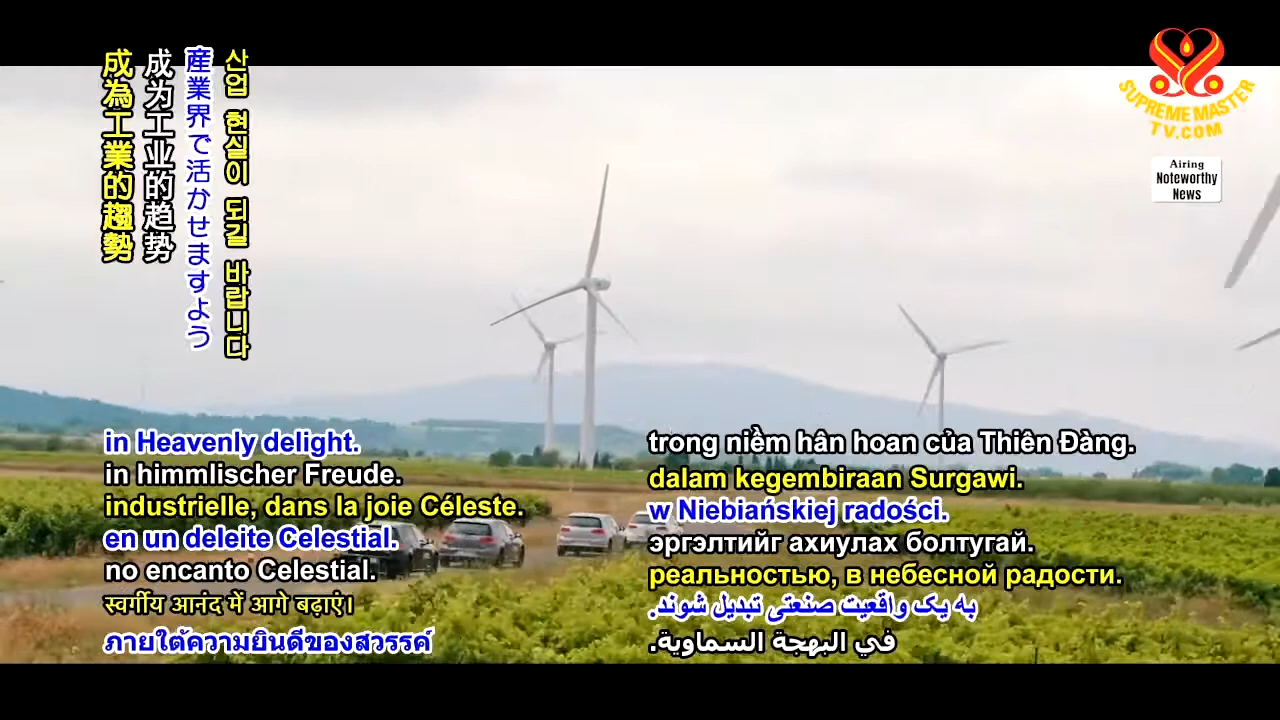 成為工業的趨勢
成为工业的趋势
産業界で活かせますよう
산업 현실이 되길 바랍니다
SUPREME MASTER
TV.COM
Airing
Noteworthy
News
in Heavenly delight.
in himmlischer Freude.
industrielle, dans la joie Céleste.
en un deleite Celestial.
no encanto Celestial.
स्वर्गीय आनंद में आगे बढ़ाएं।
ภายใต้ความยินดีของสวรรค์
trong niềm hân hoan của Thiên Đàng.
dalam kegembiraan Surgawi.
w Niebiańskiej radości.
эргэлтийг ахиулах болтугай.
реальностью, в небесной радости.
به یک واقعیت صنعتی تبدیل شوند.
في البهجة السماوية.